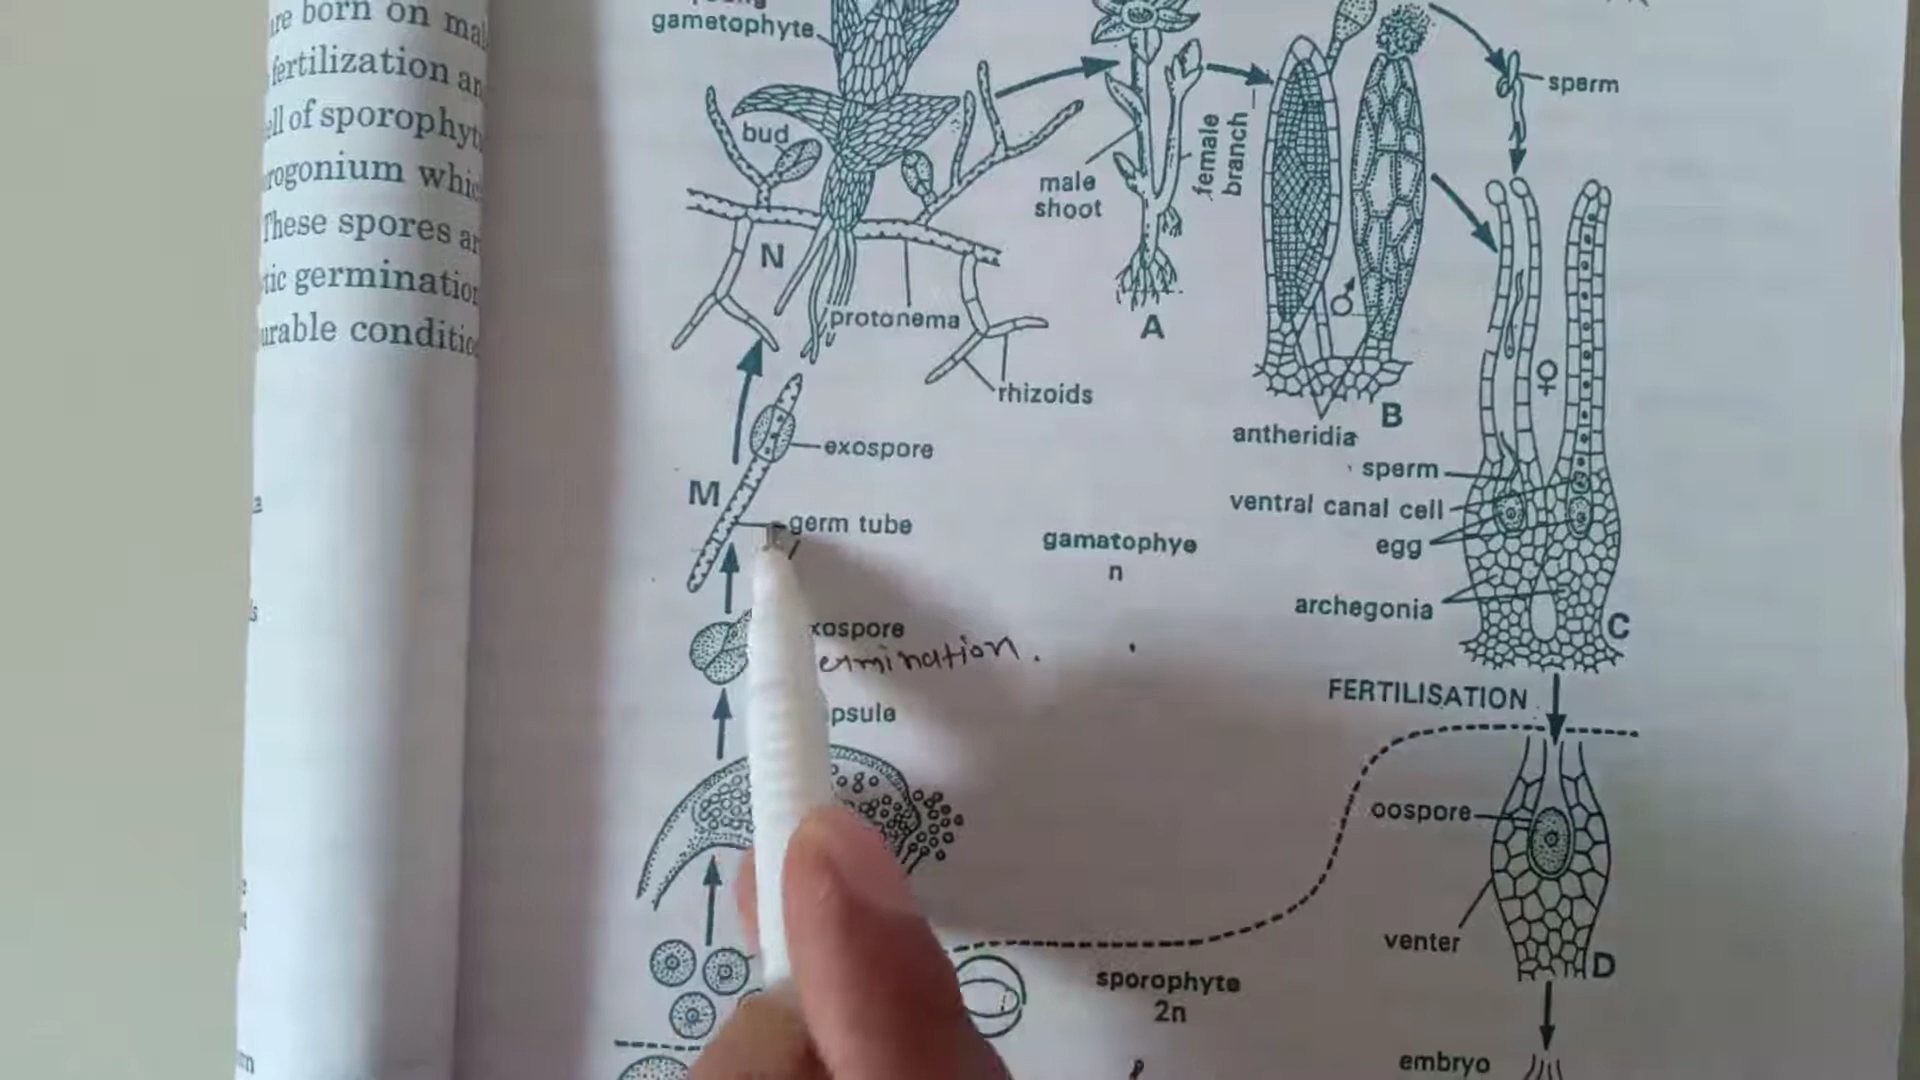 are born on mal
fertilization an
ell of sporophyt
rogonium whic
These spores ar
tic germination
urable conditio
gametophyte
bud
N
protonema
rhizoids
male
shoot
A
female
branch
♂
B
antheridia
sperm
♀
sperm
ventral canal cell
egg
archegonia
C
exospore
M
germ tube
gamatophye
n
xospore
ermination.
psule
FERTILISATION
oospore
venter
D
sporophyte
2n
embryo